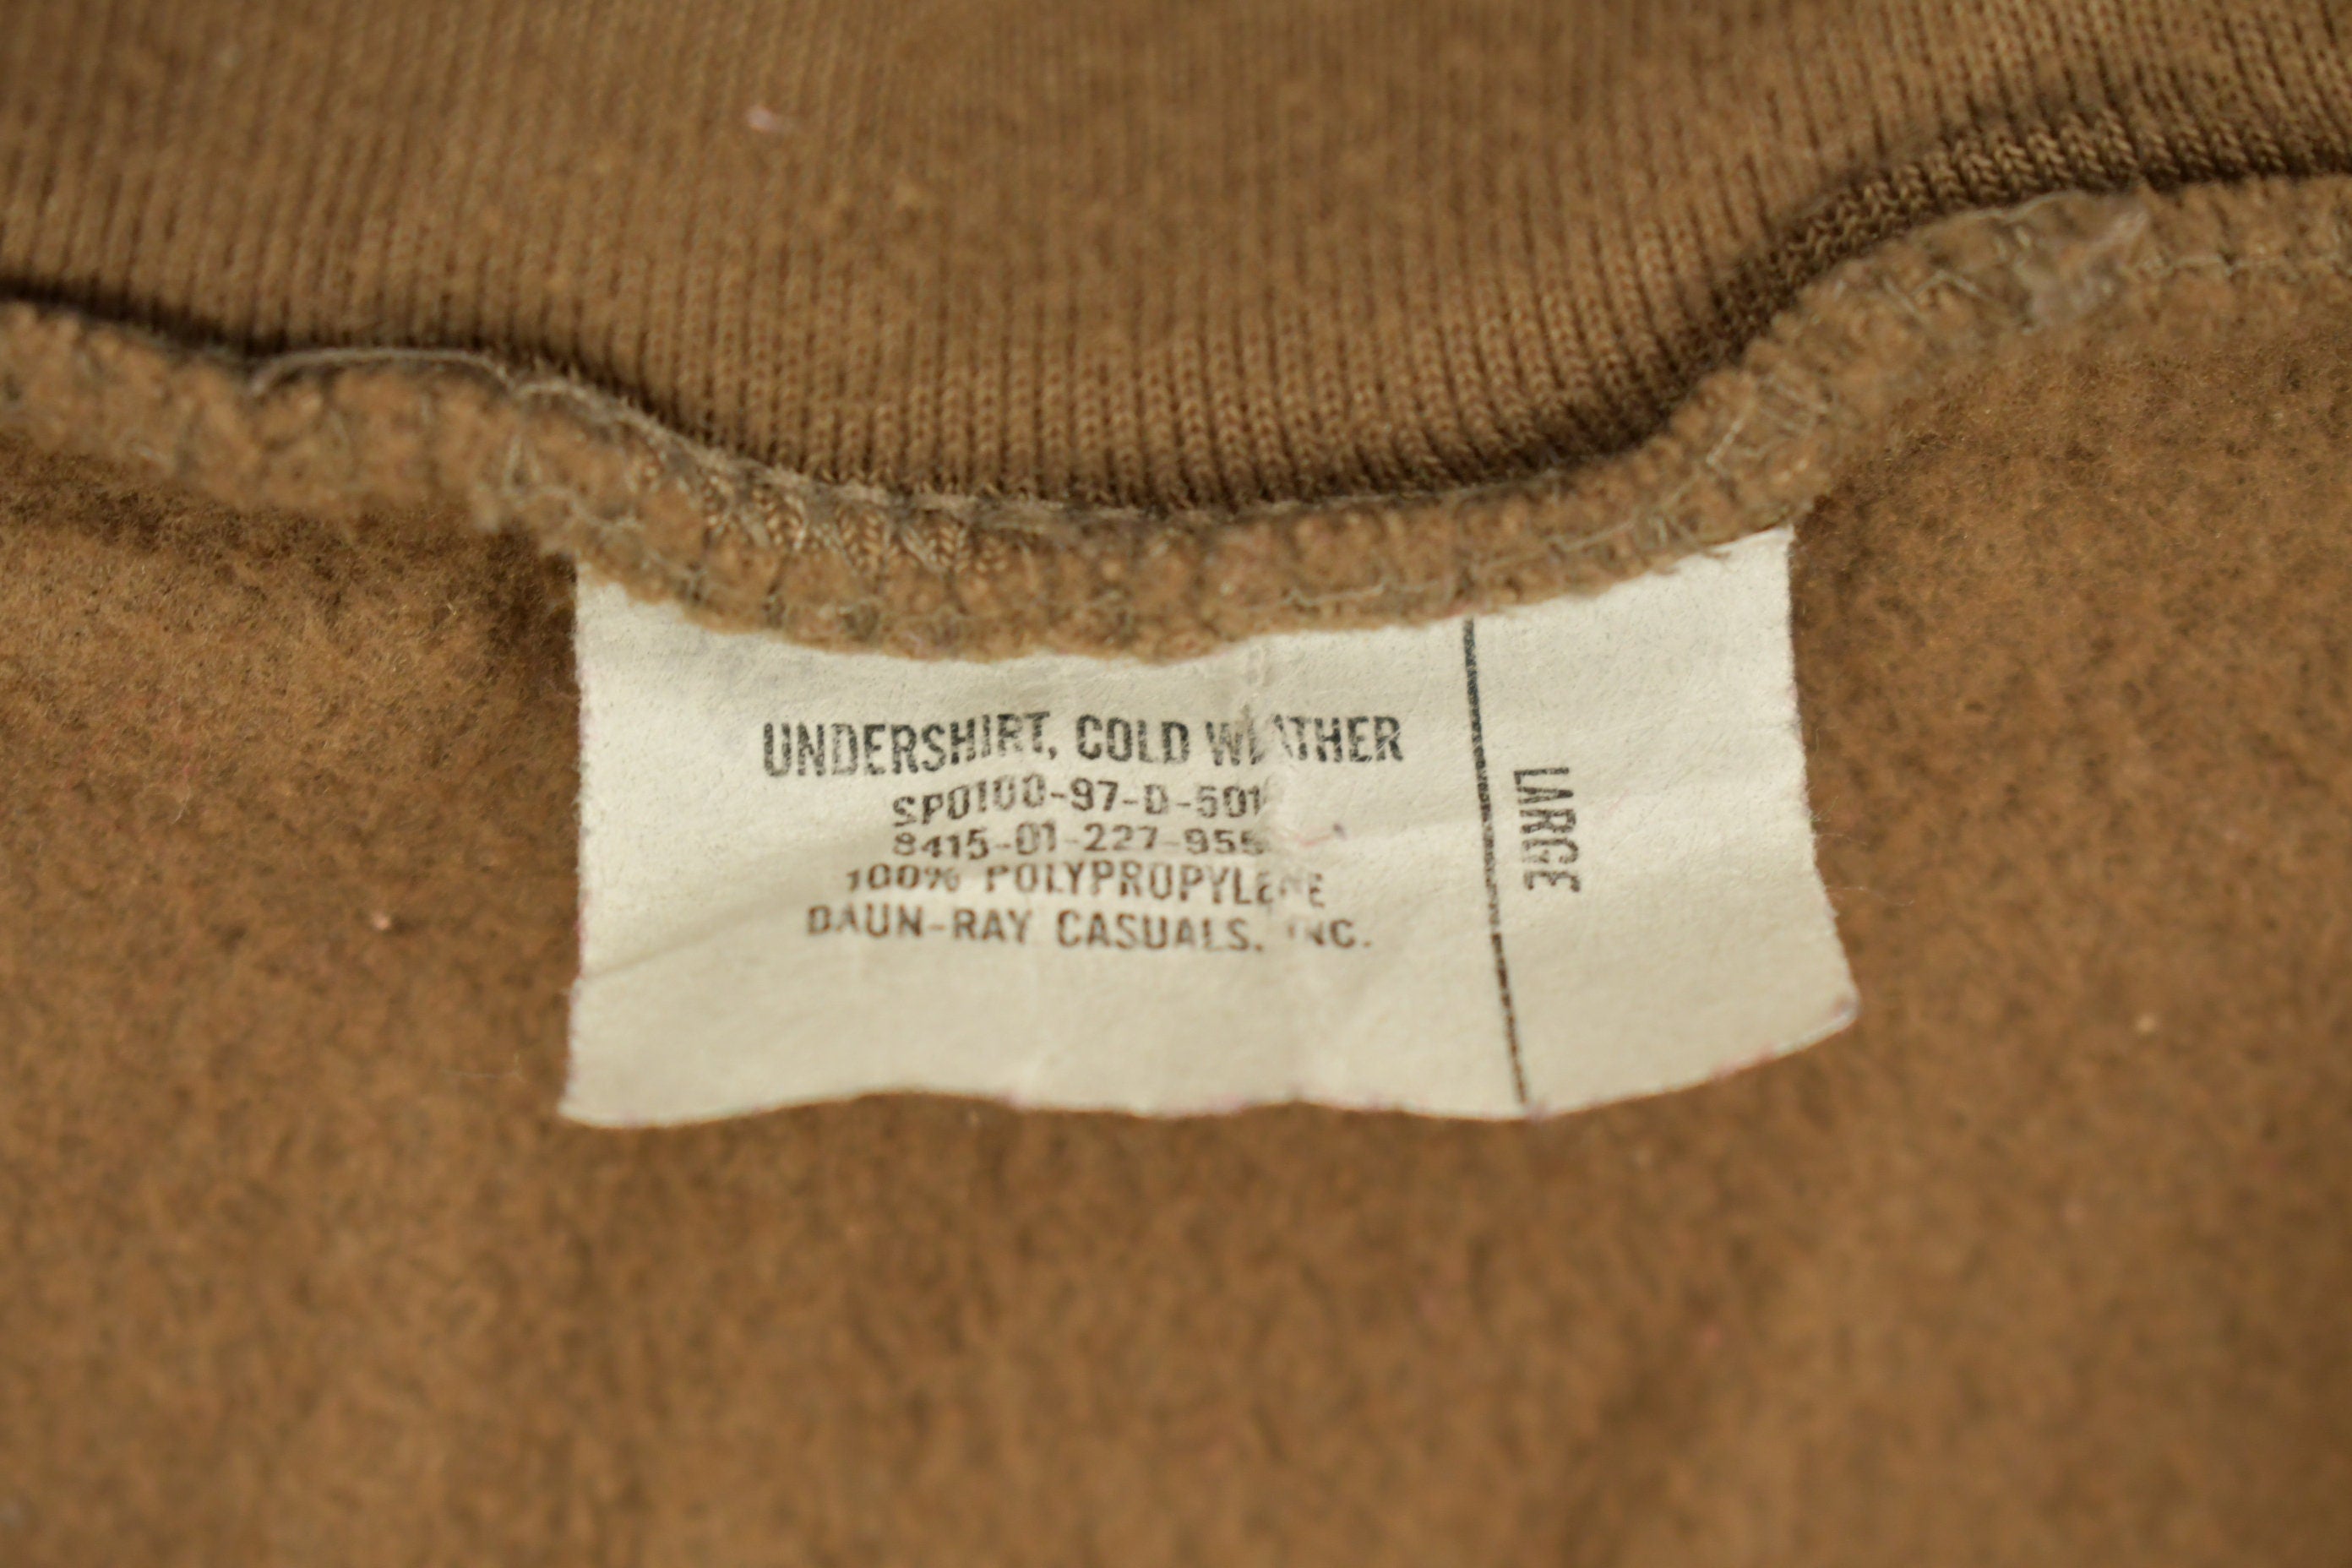 UNDERSHIRT, COLD WEATHER
SP0100-97-D-501
8415-01-227-955
100% POLYPROPYLENE
DAUN-RAY CASUALS, INC.
LARGE